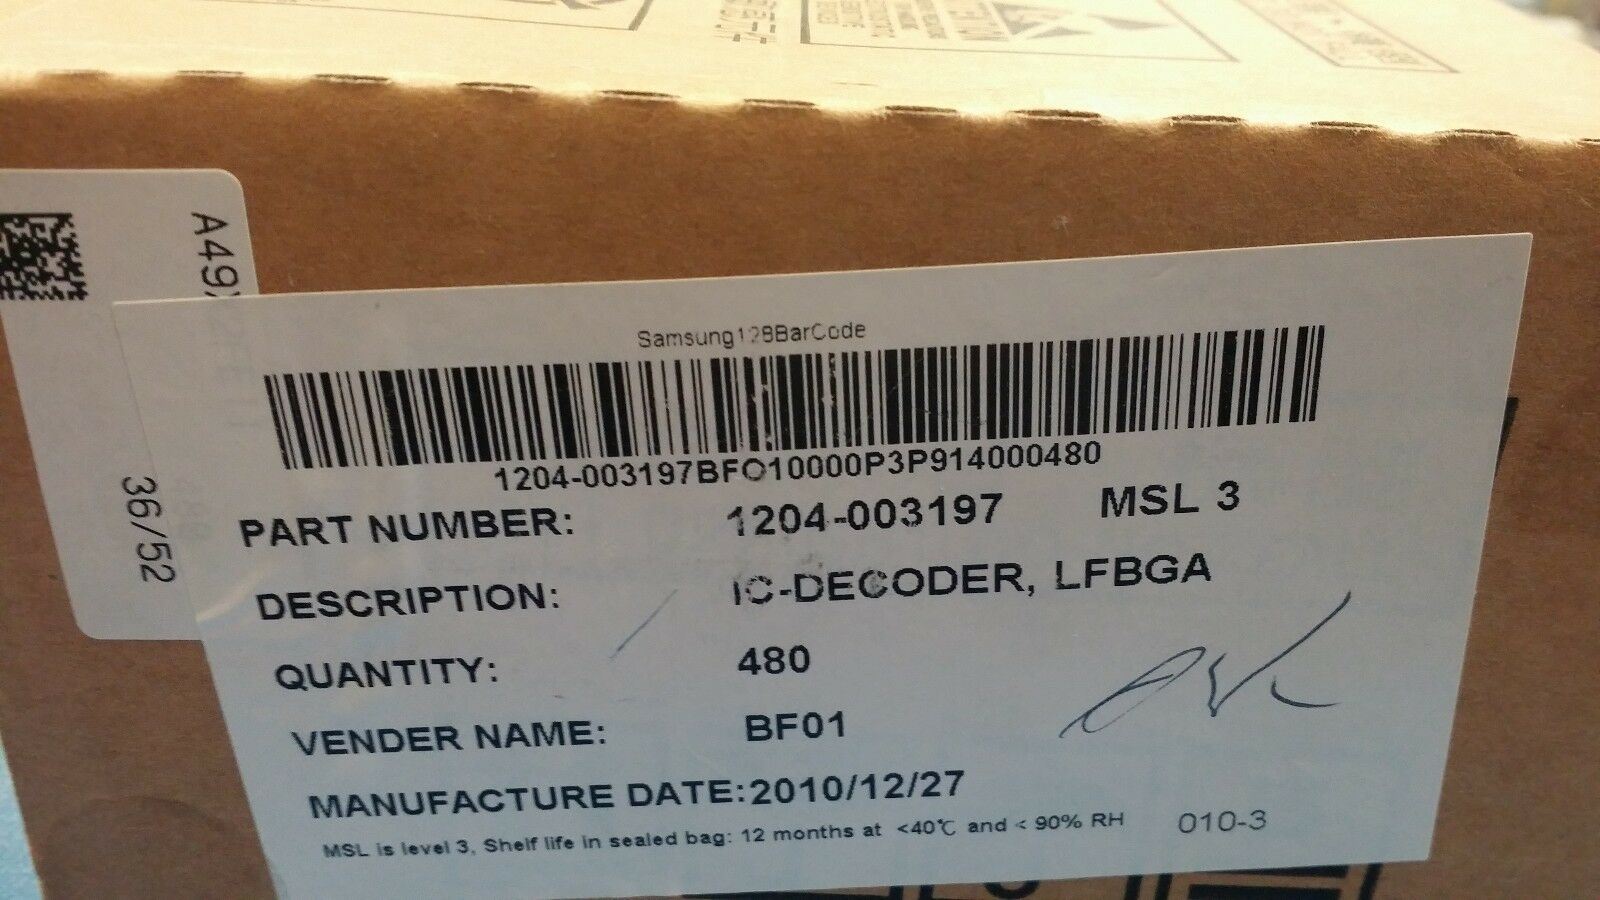 ATTENTION
A49
36/52
Samsung128BarCode
1204-003197BFO10000P3P914000480
PART NUMBER: 1204-003197 MSL 3
DESCRIPTION: IC-DECODER, LFBGA
QUANTITY: 480
VENDER NAME: BF01
MANUFACTURE DATE:2010/12/27
MSL is level 3, Shelf life in sealed bag: 12 months at <40℃ and < 90% RH 010-3